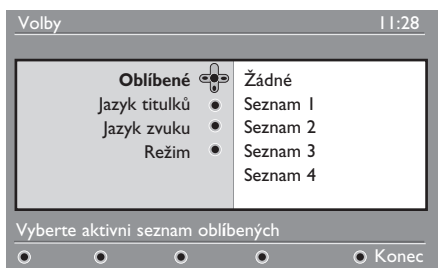 Volby 11:28
Oblíbené Žádné
Jazyk titulků Seznam 1
Jazyk zvuku Seznam 2
Režim Seznam 3
Seznam 4
Vyberte aktivni seznam oblíbených
Konec